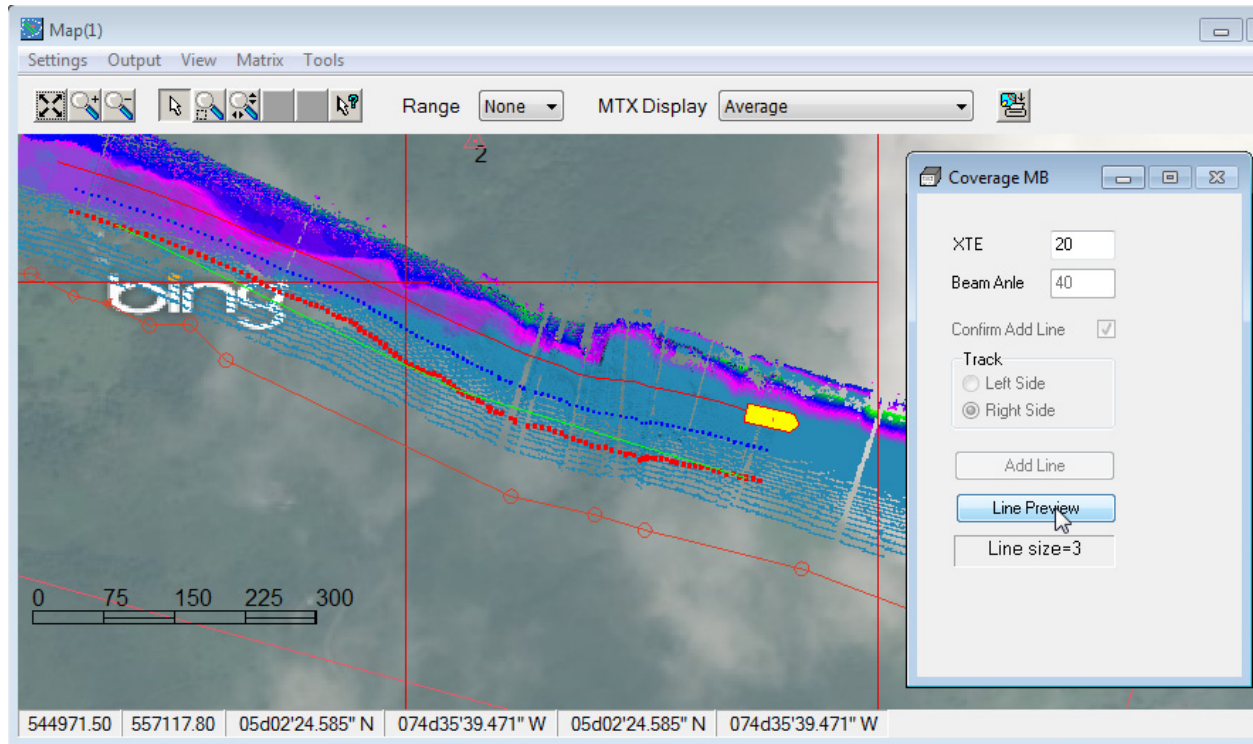 Map(1)
Settings Output View Matrix Tools
Range None MTX Display Average
2
Coverage MB
XTE 20
Beam Anle 40
bing
Confirm Add Line
Track
Left Side
Right Side
Add Line
Line Preview
Line size=3
0 75 150 225 300
544971.50 557117.80 05d02'24.585" N 074d35'39.471" W 05d02'24.585" N 074d35'39.471" W